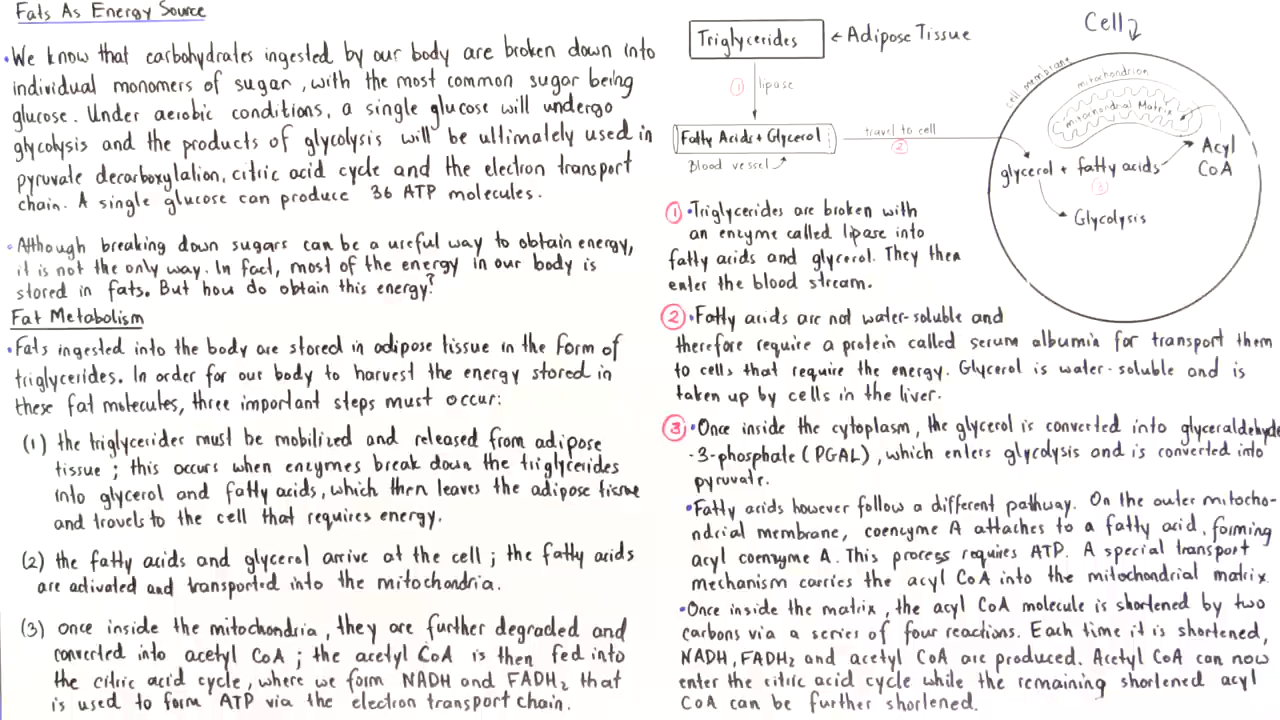 Fats As Energy Source
• We know that carbohydrates ingested by our body are broken down into
individual monomers of sugar, with the most common sugar being
glucose. Under aerobic conditions, a single glucose will undergo
glycolysis and the products of glycolysis will be ultimately used in
pyruvate decarboxylation, citric acid cycle and the electron transport
chain. A single glucose can produce 36 ATP molecules.
• Although breaking down sugars can be a useful way to obtain energy,
it is not the only way. In fact, most of the energy in our body is
stored in fats. But how do obtain this energy?
Fat Metabolism
• Fats ingested into the body are stored in adipose tissue in the form of
triglycerides. In order for our body to harvest the energy stored in
these fat molecules, three important steps must occur:
(1) the triglycerides must be mobilized and released from adipose
tissue; this occurs when enzymes break down the triglycerides
into glycerol and fatty acids, which then leaves the adipose tissue
and travels to the cell that requires energy.
(2) the fatty acids and glycerol arrive at the cell; the fatty acids
are activated and transported into the mitochondria.
(3) once inside the mitochondria, they are further degraded and
converted into acetyl CoA; the acetyl CoA is then fed into
the citric acid cycle, where we form NADH and FADH2 that
is used to form ATP via the electron transport chain.
Triglycerides ← Adipose Tissue
1 lipase
Fatty Acids + Glycerol
Blood vessel
travel to cell
2
Cell
cell membrane
mitochondrion
mitochondrial Matrix
glycerol + fatty acids
3
Acyl
CoA
Glycolysis
1 • Triglycerides are broken with
an enzyme called lipase into
fatty acids and glycerol. They then
enter the blood stream.
2 • Fatty acids are not water-soluble and
therefore require a protein called serum albumin for transport them
to cells that require the energy. Glycerol is water-soluble and is
taken up by cells in the liver.
3 • Once inside the cytoplasm, the glycerol is converted into glyceraldehyde
-3-phosphate (PGAL), which enters glycolysis and is converted into
pyruvate.
• Fatty acids however follow a different pathway. On the outer mitocho-
ndrial membrane, coenzyme A attaches to a fatty acid, forming
acyl coenzyme A. This process requires ATP. A special transport
mechanism carries the acyl CoA into the mitochondrial matrix.
• Once inside the matrix, the acyl CoA molecule is shortened by two
carbons via a series of four reactions. Each time it is shortened,
NADH, FADH2 and acetyl CoA are produced. Acetyl CoA can now
enter the citric acid cycle while the remaining shortened acyl
CoA can be further shortened.